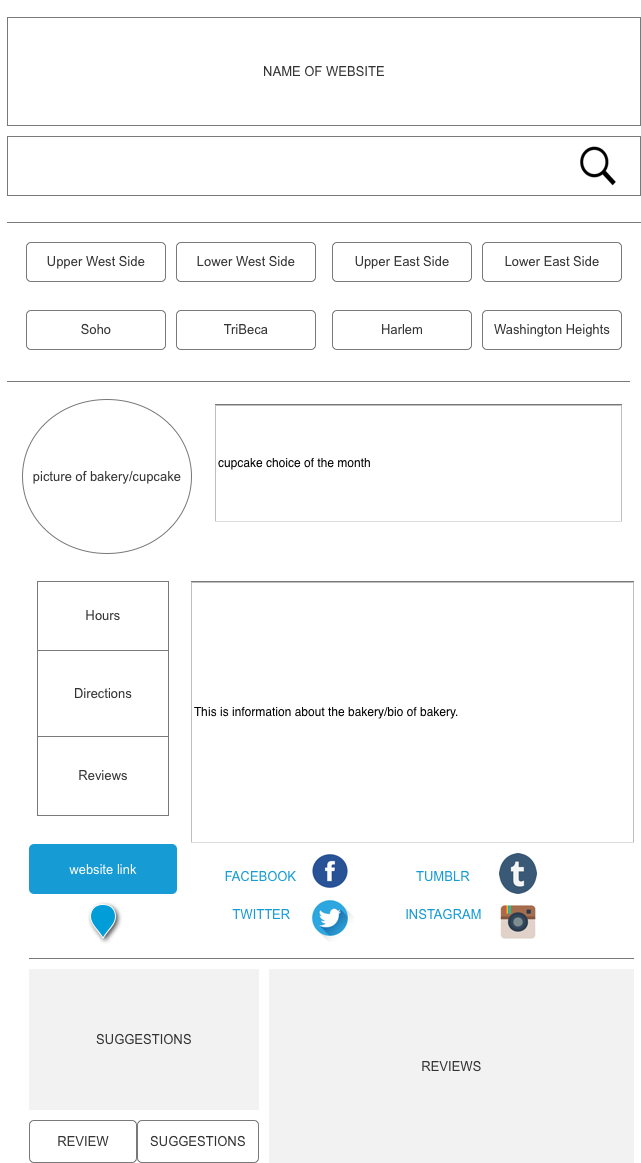 NAME OF WEBSITE
Upper West Side
Lower West Side
Upper East Side
Lower East Side
Soho
TriBeca
Harlem
Washington Heights
picture of bakery/cupcake
cupcake choice of the month
Hours
Directions
Reviews
This is information about the bakery/bio of bakery.
website link
FACEBOOK
f
TUMBLR
t
TWITTER
INSTAGRAM
SUGGESTIONS
REVIEWS
REVIEW
SUGGESTIONS